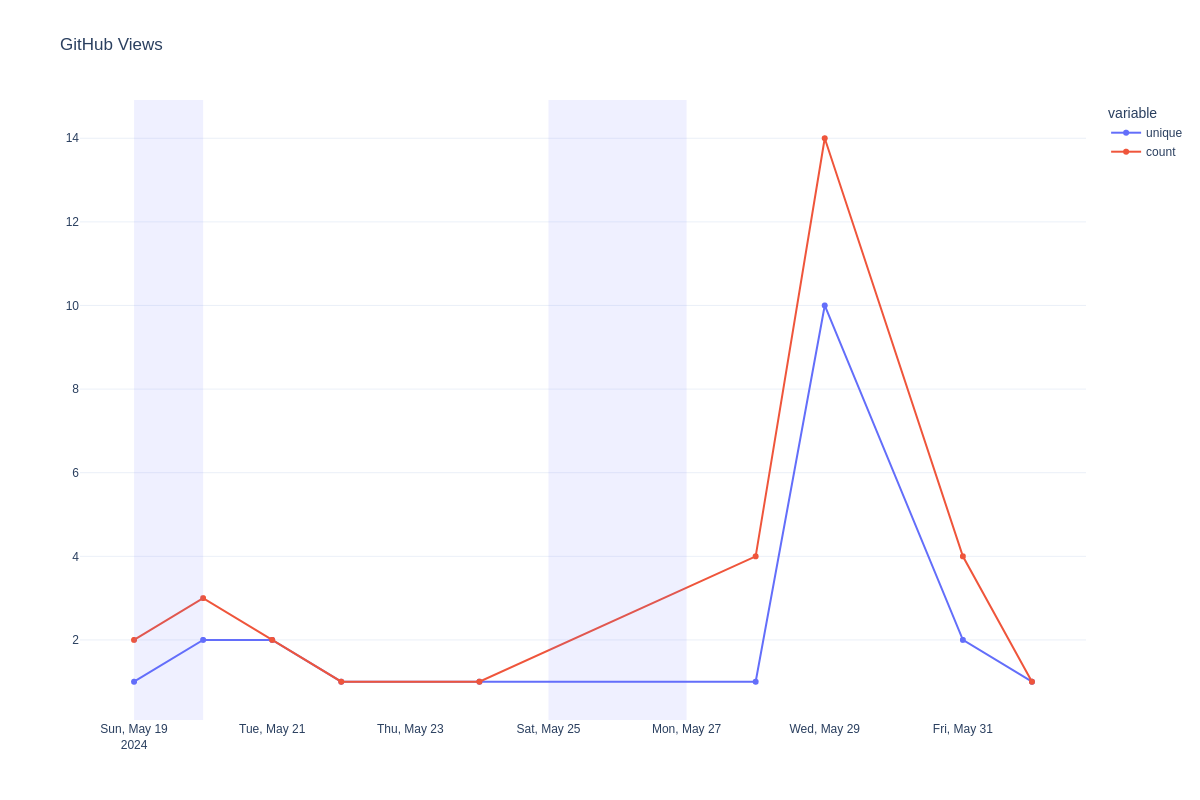 GitHub Views
variable
unique
count
14
12
10
8
6
4
2
Sun, May 19
2024
Tue, May 21
Thu, May 23
Sat, May 25
Mon, May 27
Wed, May 29
Fri, May 31